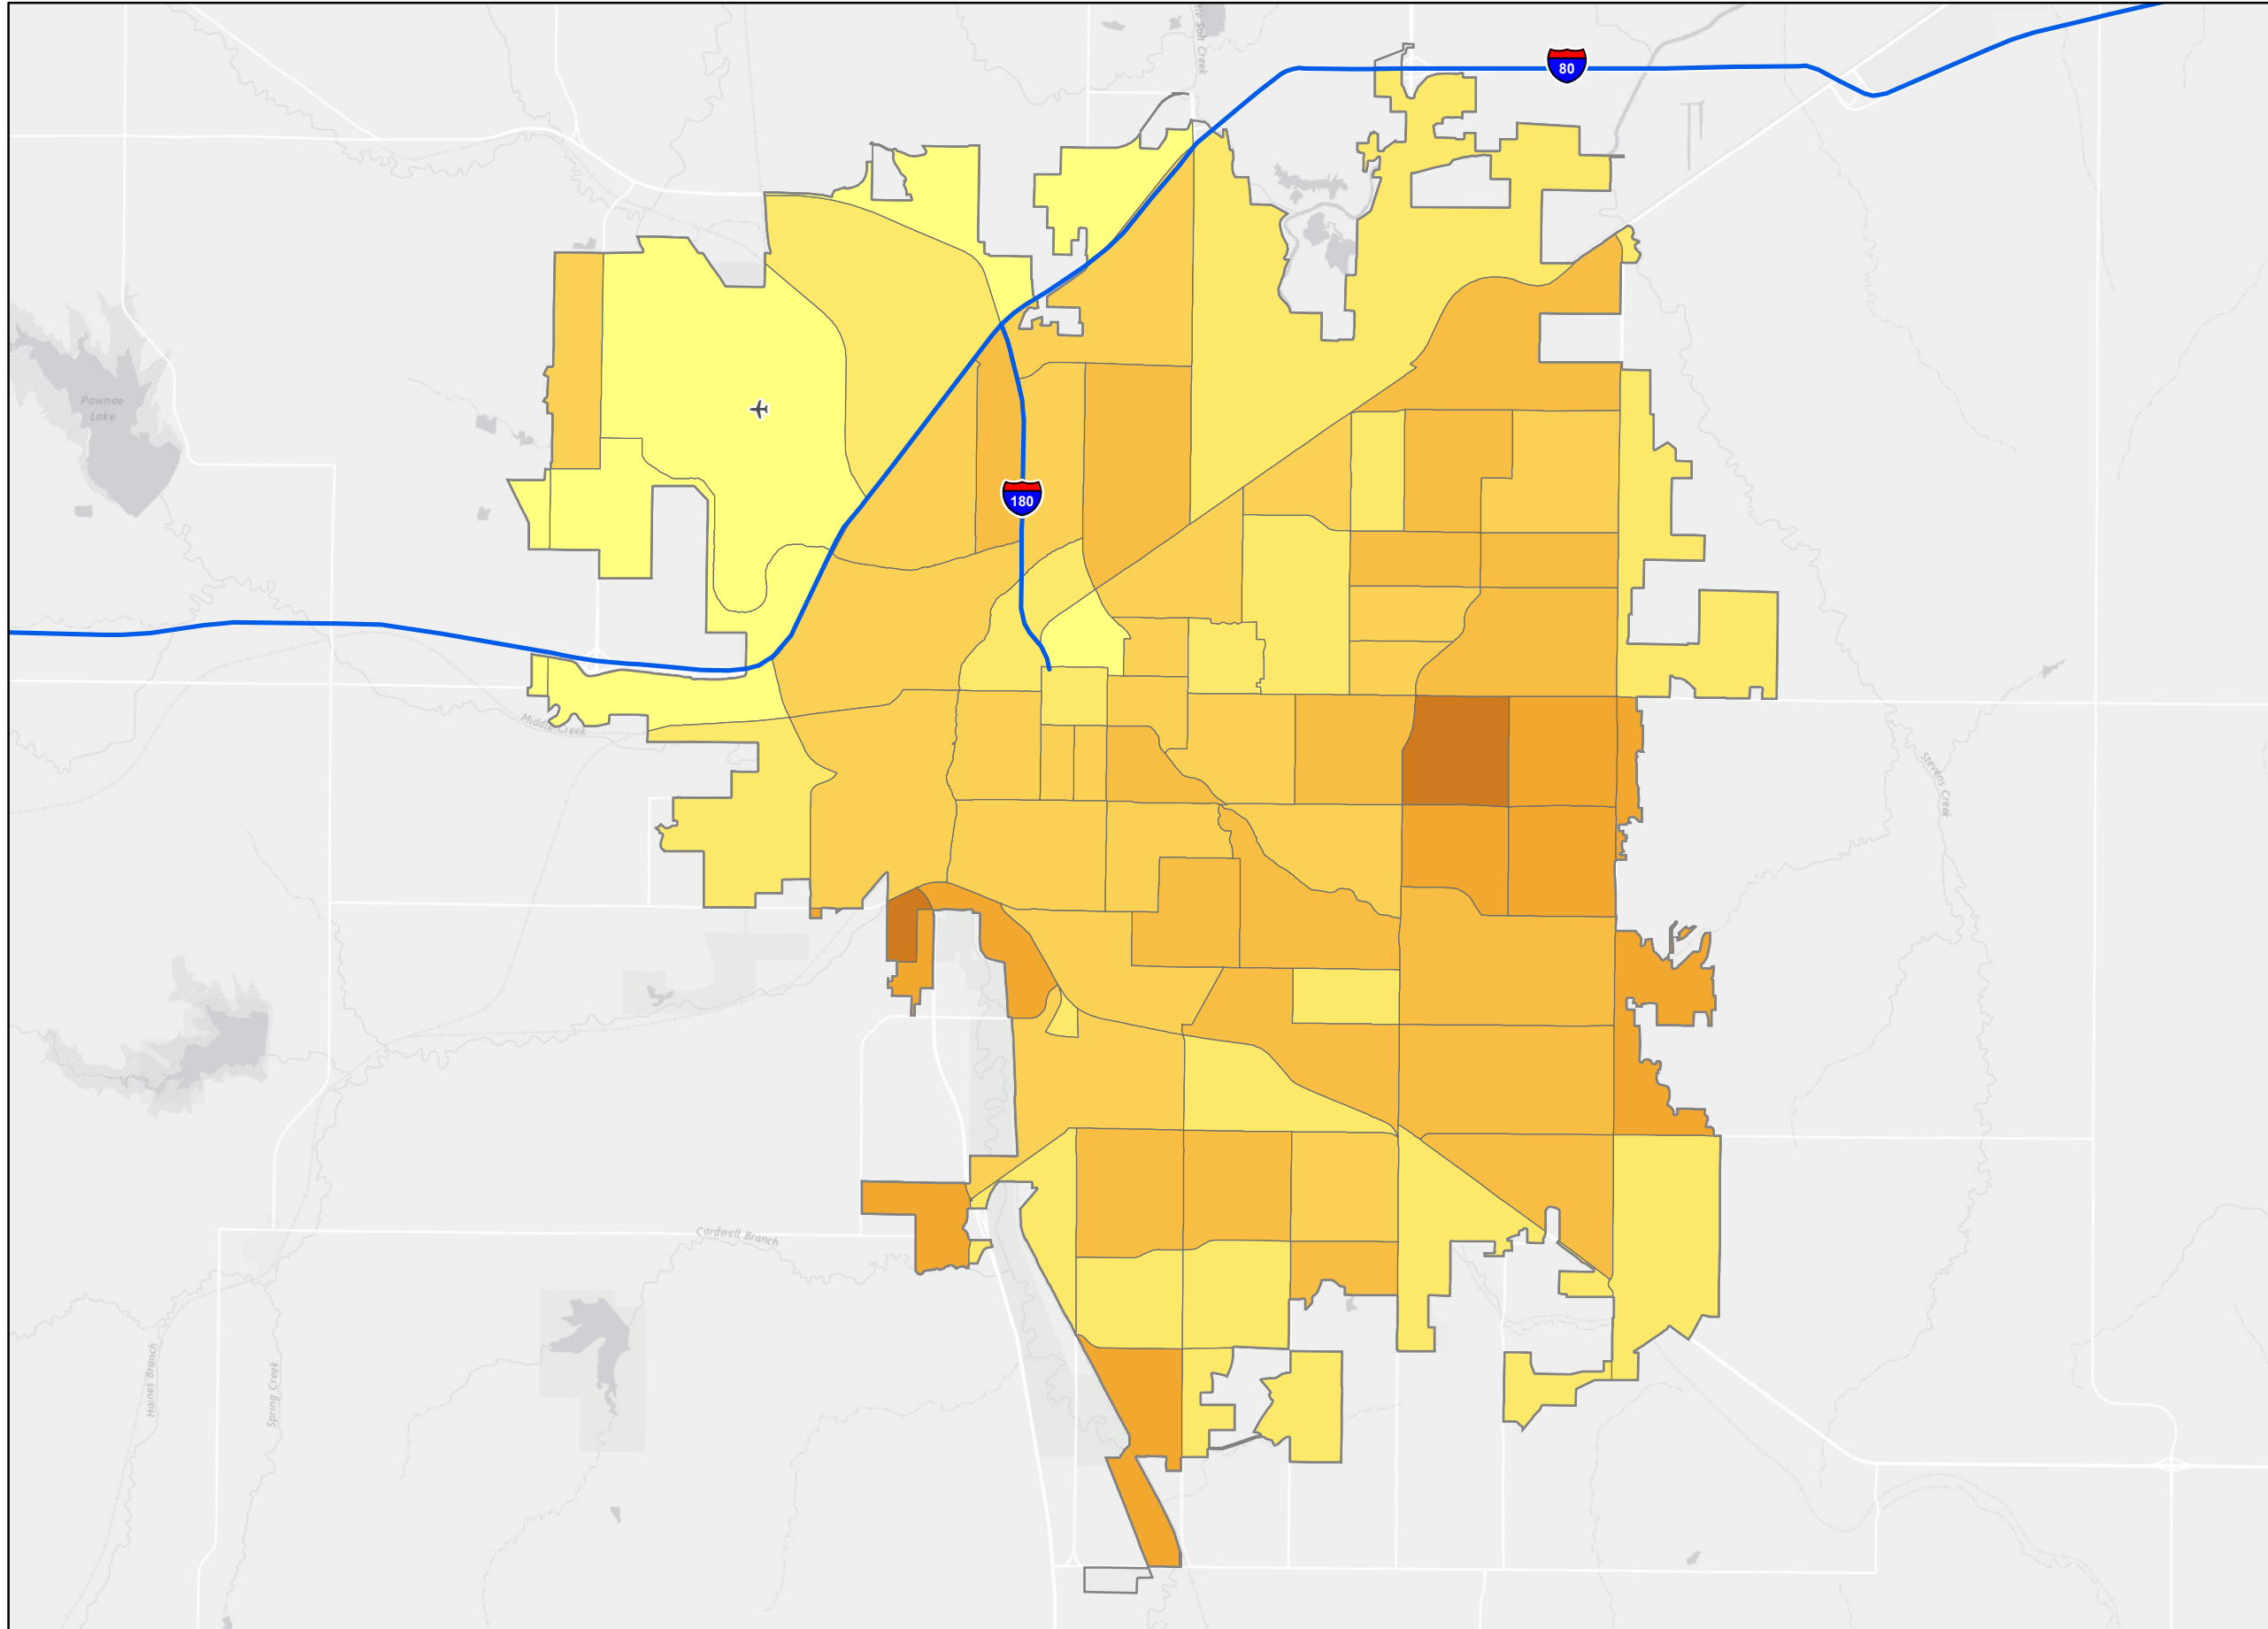 80
Pawnee
Lake
180
Middle Creek
Stevens Creek
Cardwell Branch
Haines Branch
Spring Creek